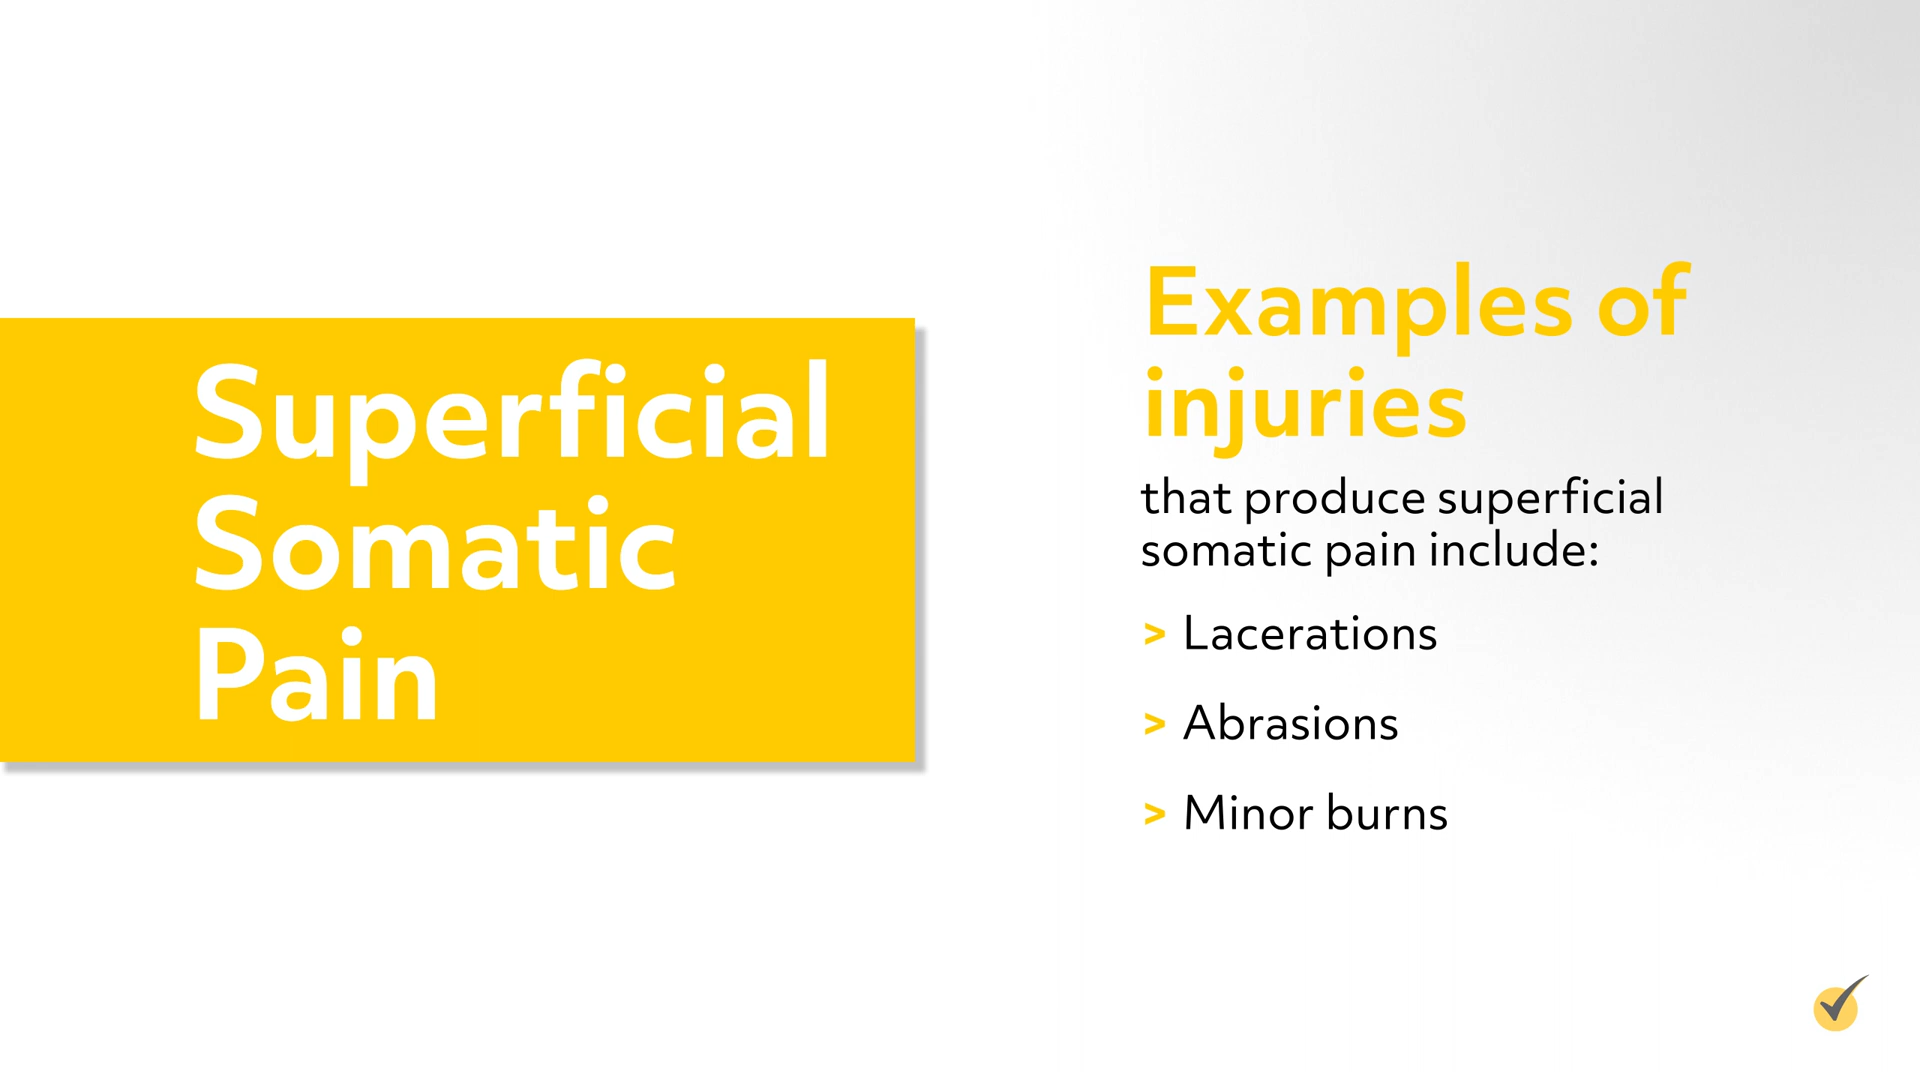 Superficial
Somatic
Pain
Examples of
injuries
that produce superficial
somatic pain include:
> Lacerations
> Abrasions
> Minor burns